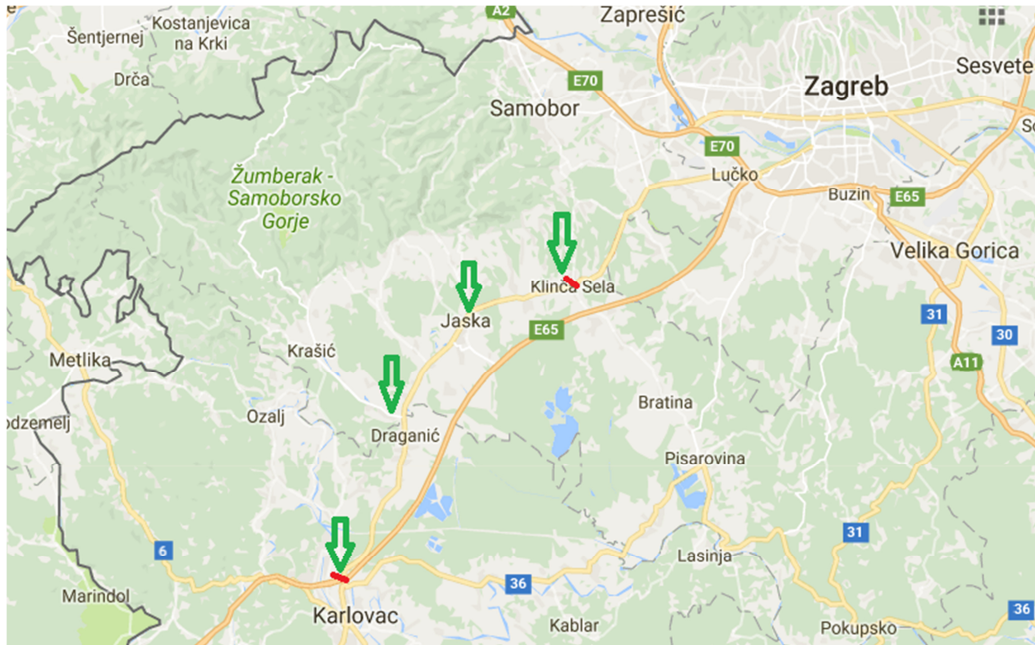 A2
Zaprešić
Kostanjevica
na Krki
Šentjernej
Drča
E70
Sesvete
Zagreb
Samobor
E70
Lučko
Žumberak -
Samoborsko
Gorje
Buzin
E65
Velika Gorica
Klinča Sela
31
Jaska
E65
30
Krašić
Metlika
A11
Bratina
Ozalj
odzemelj
Draganić
Pisarovina
31
6
Lasinja
36
Marindol
Karlovac
Kablar
36
Pokupsko